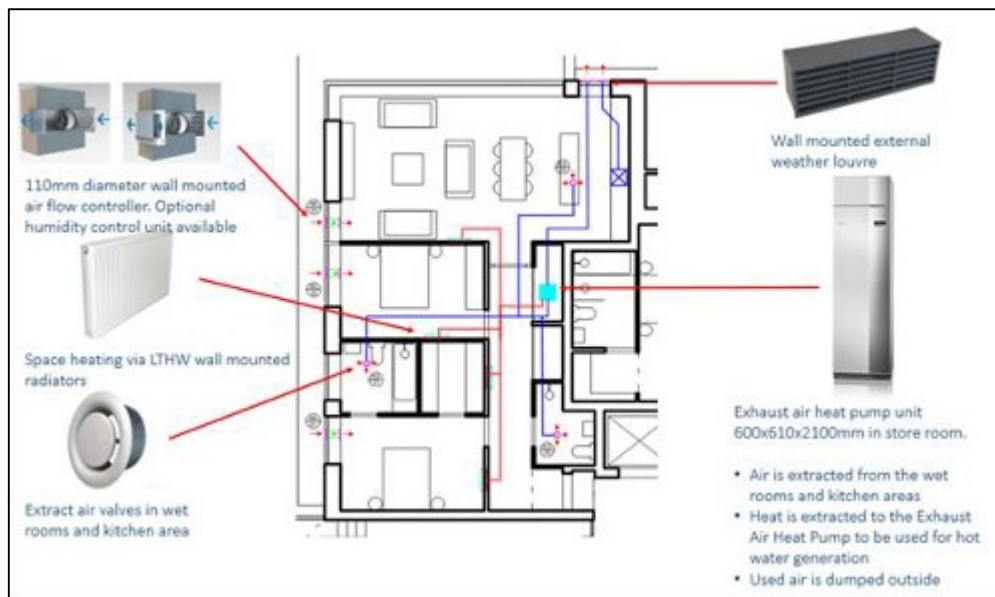 110mm diameter wall mounted
air flow controller. Optional
humidity control unit available
Space heating via LTHW wall mounted
radiators
Extract air valves in wet
rooms and kitchen area
Wall mounted external
weather louvre
Exhaust air heat pump unit
600x610x2100mm in store room.
• Air is extracted from the wet
rooms and kitchen areas
• Heat is extracted to the Exhaust
Air Heat Pump to be used for hot
water generation
• Used air is dumped outside